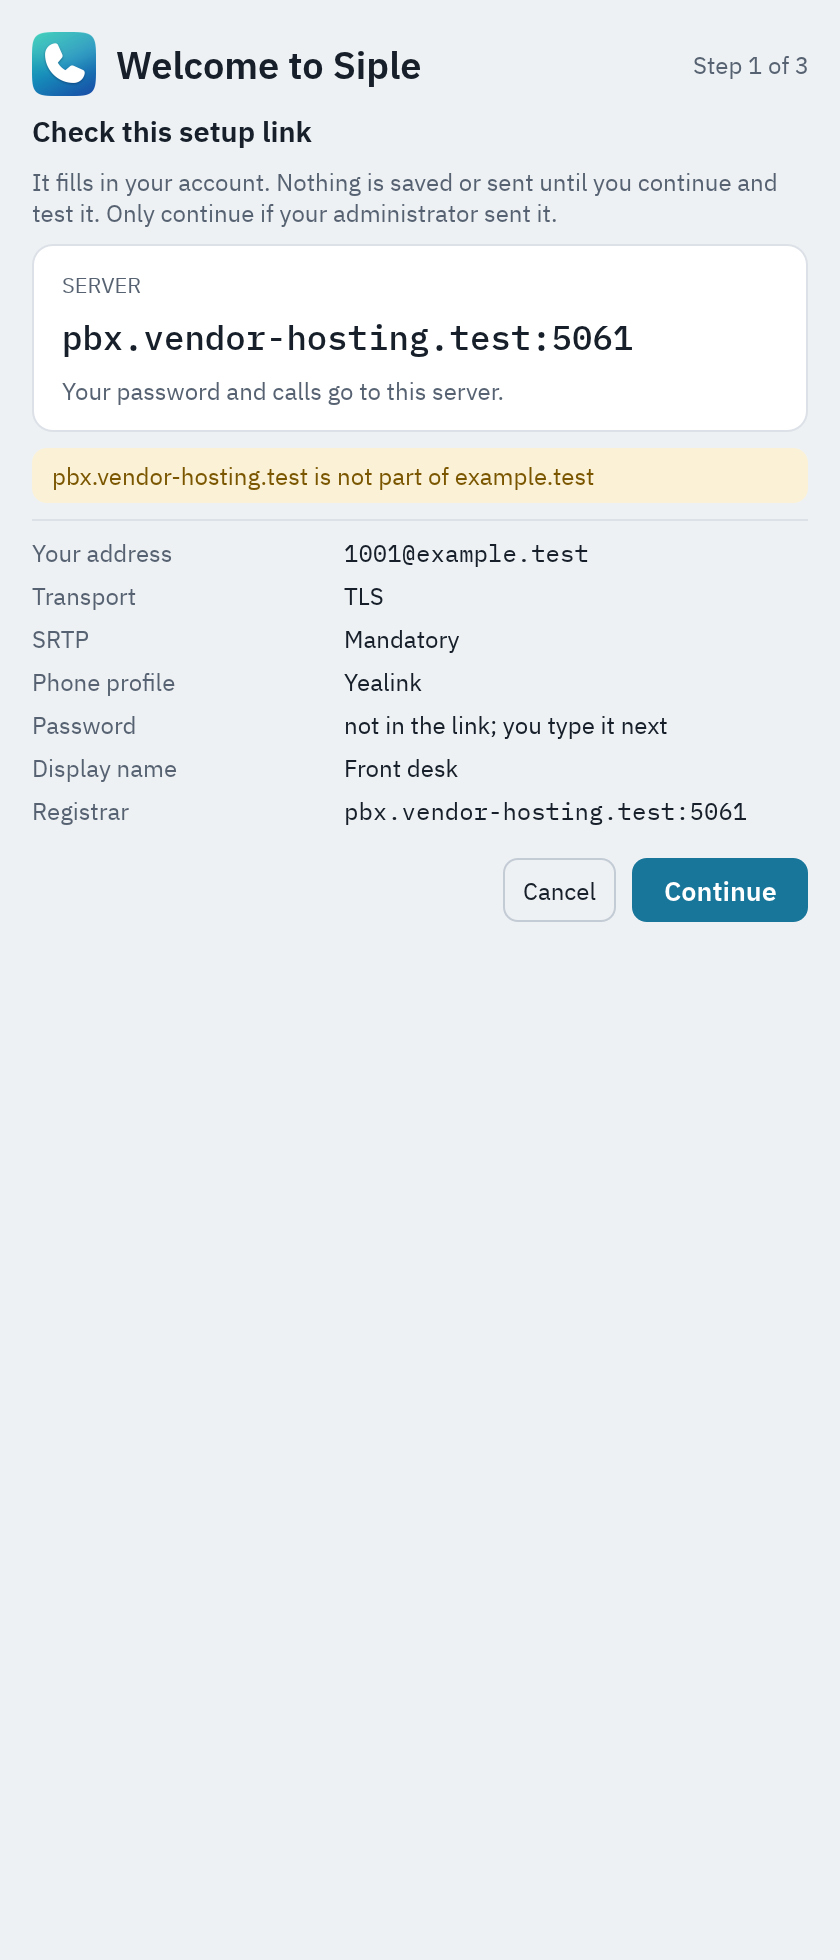 Welcome to Siple
Step 1 of 3
Check this setup link
It fills in your account. Nothing is saved or sent until you continue and
test it. Only continue if your administrator sent it.
SERVER
pbx.vendor-hosting.test:5061
Your password and calls go to this server.
pbx.vendor-hosting.test is not part of example.test
Your address 1001@example.test
Transport TLS
SRTP Mandatory
Phone profile Yealink
Password not in the link; you type it next
Display name Front desk
Registrar pbx.vendor-hosting.test:5061
Cancel Continue